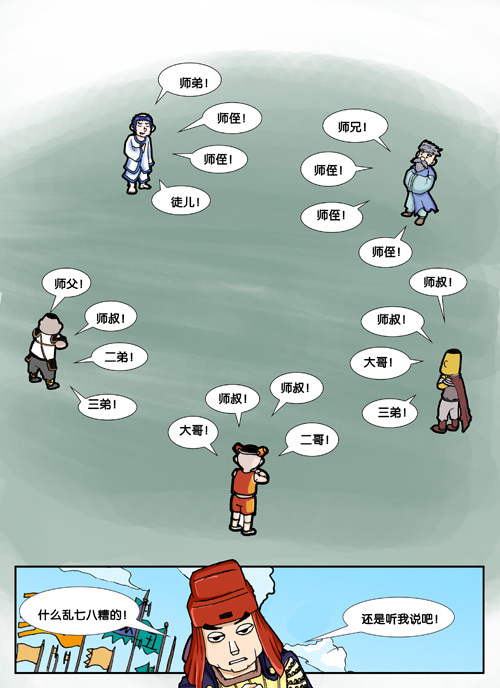 师弟！
师侄！
师侄！
徒儿！
师兄！
师侄！
师侄！
师侄！
师父！
师叔！
二弟！
三弟！
师叔！
师叔！
大哥！
三弟！
师叔！
师叔！
大哥！
二哥！
什么乱七八糟的！
还是听我说吧！